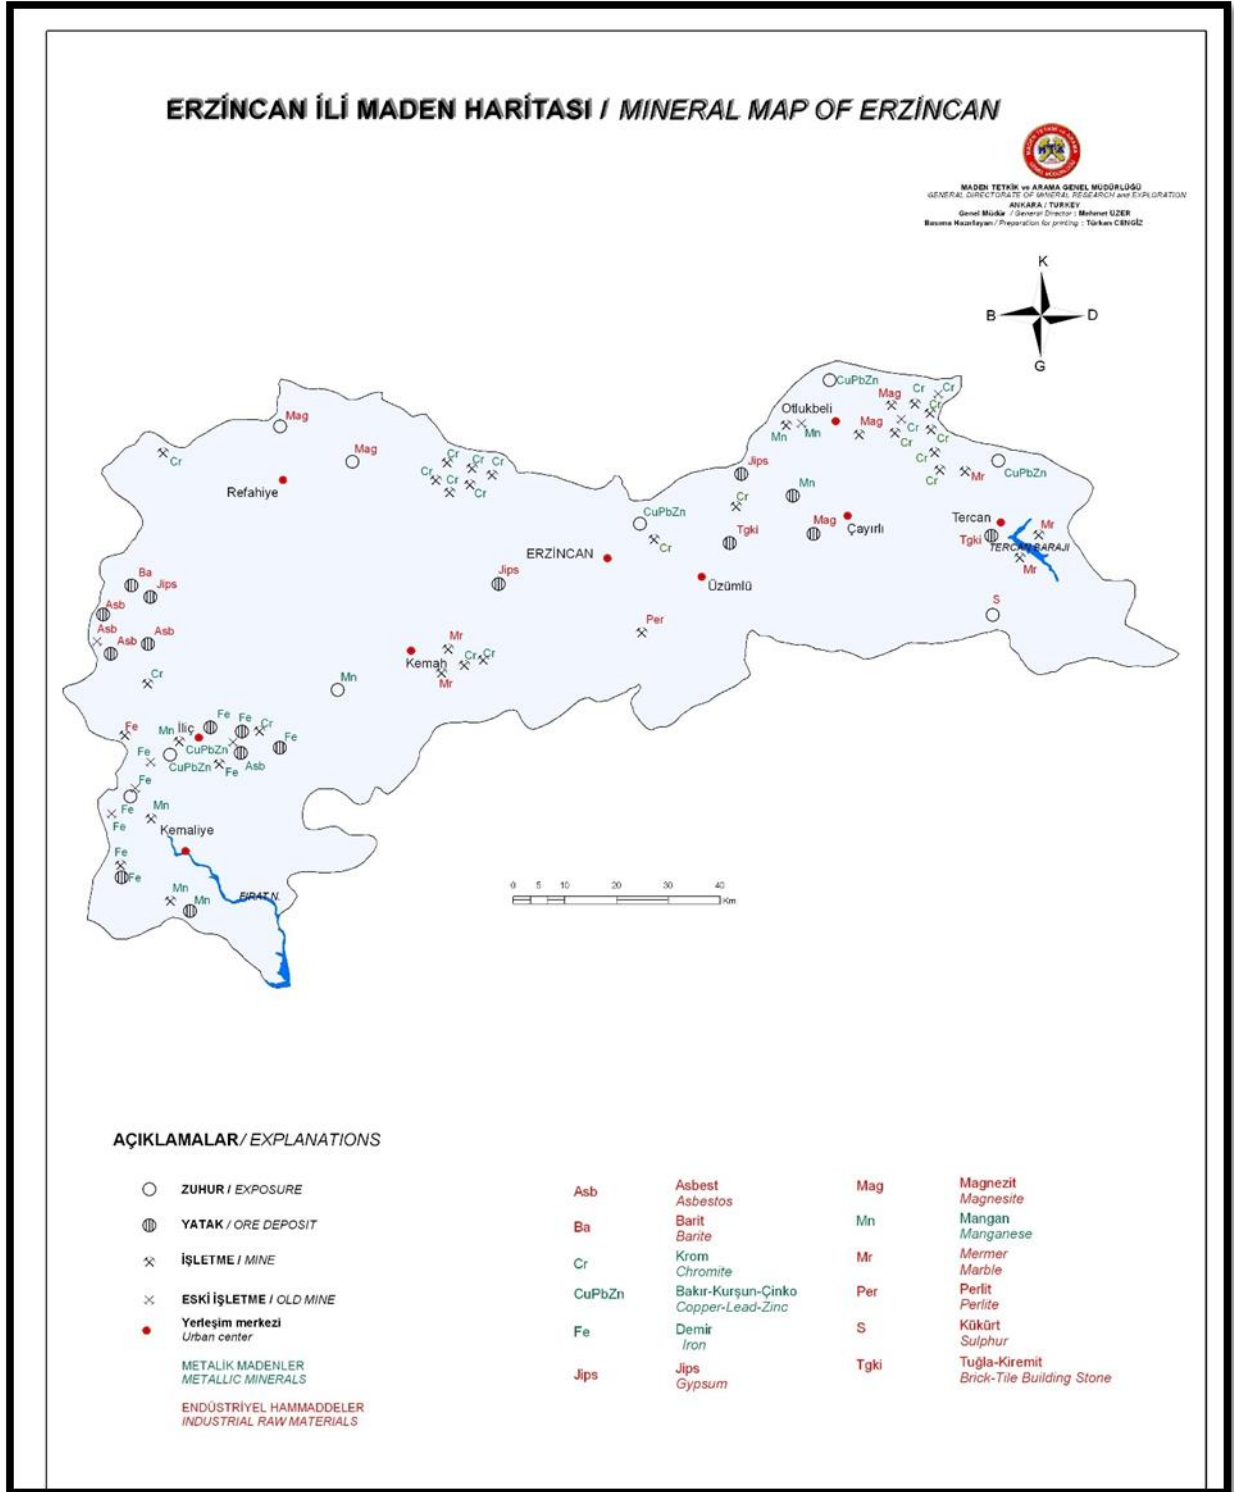 ERZİNCAN İLİ MADEN HARİTASI / MINERAL MAP OF ERZİNCAN
MADEN TETKİK ve ARAMA GENEL MÜDÜRLÜĞÜ
GENERAL DIRECTORATE OF MINERAL RESEARCH and EXPLORATION
ANKARA / TURKEY
Genel Müdür / General Director : Mehmet ÜZER
Basıma Hazırlayan / Preparation for printing : Türkan CENGİZ
K
B D
G
CuPbZn
Mag Cr Cr
Otlukbeli Cr
Mag
Mag Cr
Mn Mn Cr Cr
Mag
Jips Cr
Cr
Cr Cr Cr
Cr Cr
Cr
Cr Mr CuPbZn
Refahiye
Mn
Cr
CuPbZn
Mag Çayırlı
Tercan Mr
Tgki
Tgki
TERCAN BARAJI
Cr
ERZİNCAN
Mr
Ba
Jips
Jips
Üzümlü
Asb
S
Asb Asb Asb
Per
Mr
Kemah Cr Cr
Mr
Cr
Mn
Fe Fe
Fe Mn İliç Cr
Fe
CuPbZn
Fe
CuPbZn Fe Asb
Fe
Fe Mn
Fe
Kemaliye
Fe
Fe
Mn Mn
FIRAT N.
0 5 10 20 30 40
Km
AÇIKLAMALAR/ EXPLANATIONS
ZUHUR / EXPOSURE
YATAK / ORE DEPOSIT
İŞLETME / MINE
ESKİ İŞLETME / OLD MINE
Yerleşim merkezi
Urban center
METALİK MADENLER
METALLIC MINERALS
ENDÜSTRİYEL HAMMADDELER
INDUSTRIAL RAW MATERIALS
Asb Asbest
Asbestos
Ba Barit
Barite
Cr Krom
Chromite
CuPbZn Bakır-Kurşun-Çinko
Copper-Lead-Zinc
Fe Demir
Iron
Jips Jips
Gypsum
Mag Magnezit
Magnesite
Mn Mangan
Manganese
Mr Mermer
Marble
Per Perlit
Perlite
S Kükürt
Sulphur
Tgki Tuğla-Kiremit
Brick-Tile Building Stone